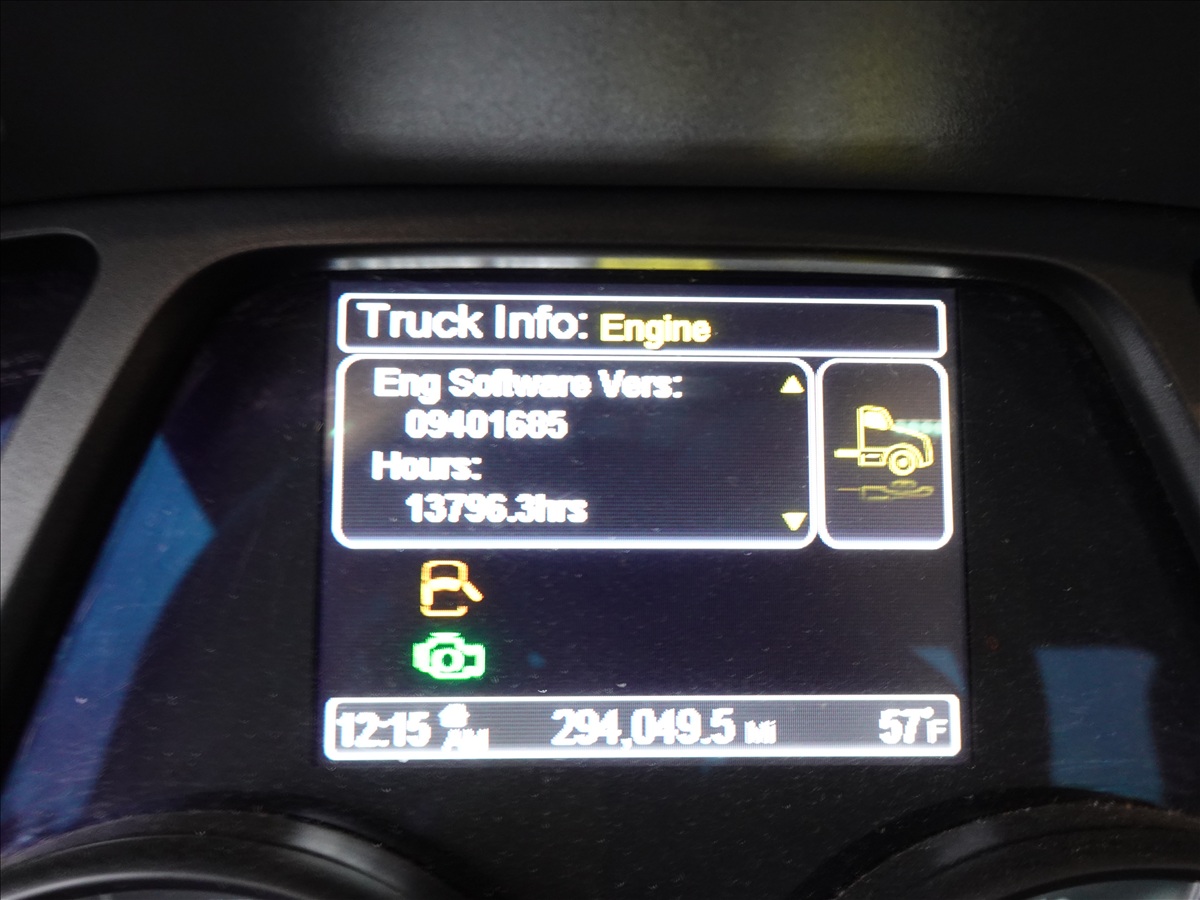 Truck Info: Engine
Eng Software Vers:
09401685
Hours:
13796.3hrs
12:15 AM 294,049.5 Mi 57°F